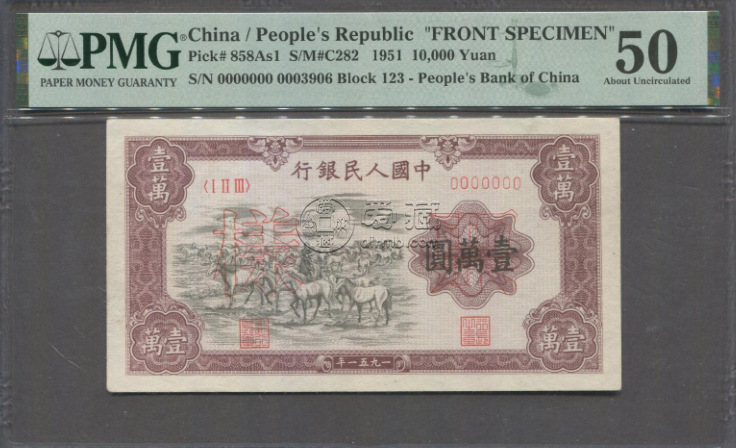 PMG
PAPER MONEY GUARANTY
China / People's Republic "FRONT SPECIMEN"
Pick# 858As1 S/M#C282 1951 10,000 Yuan
S/N 0000000 0003906 Block 123 - People's Bank of China
50
About Uncirculated
壹萬
行銀民人國中
壹萬
〈I II III〉
0000000
愛藏
圓萬壹
萬壹
年一五九一
萬壹